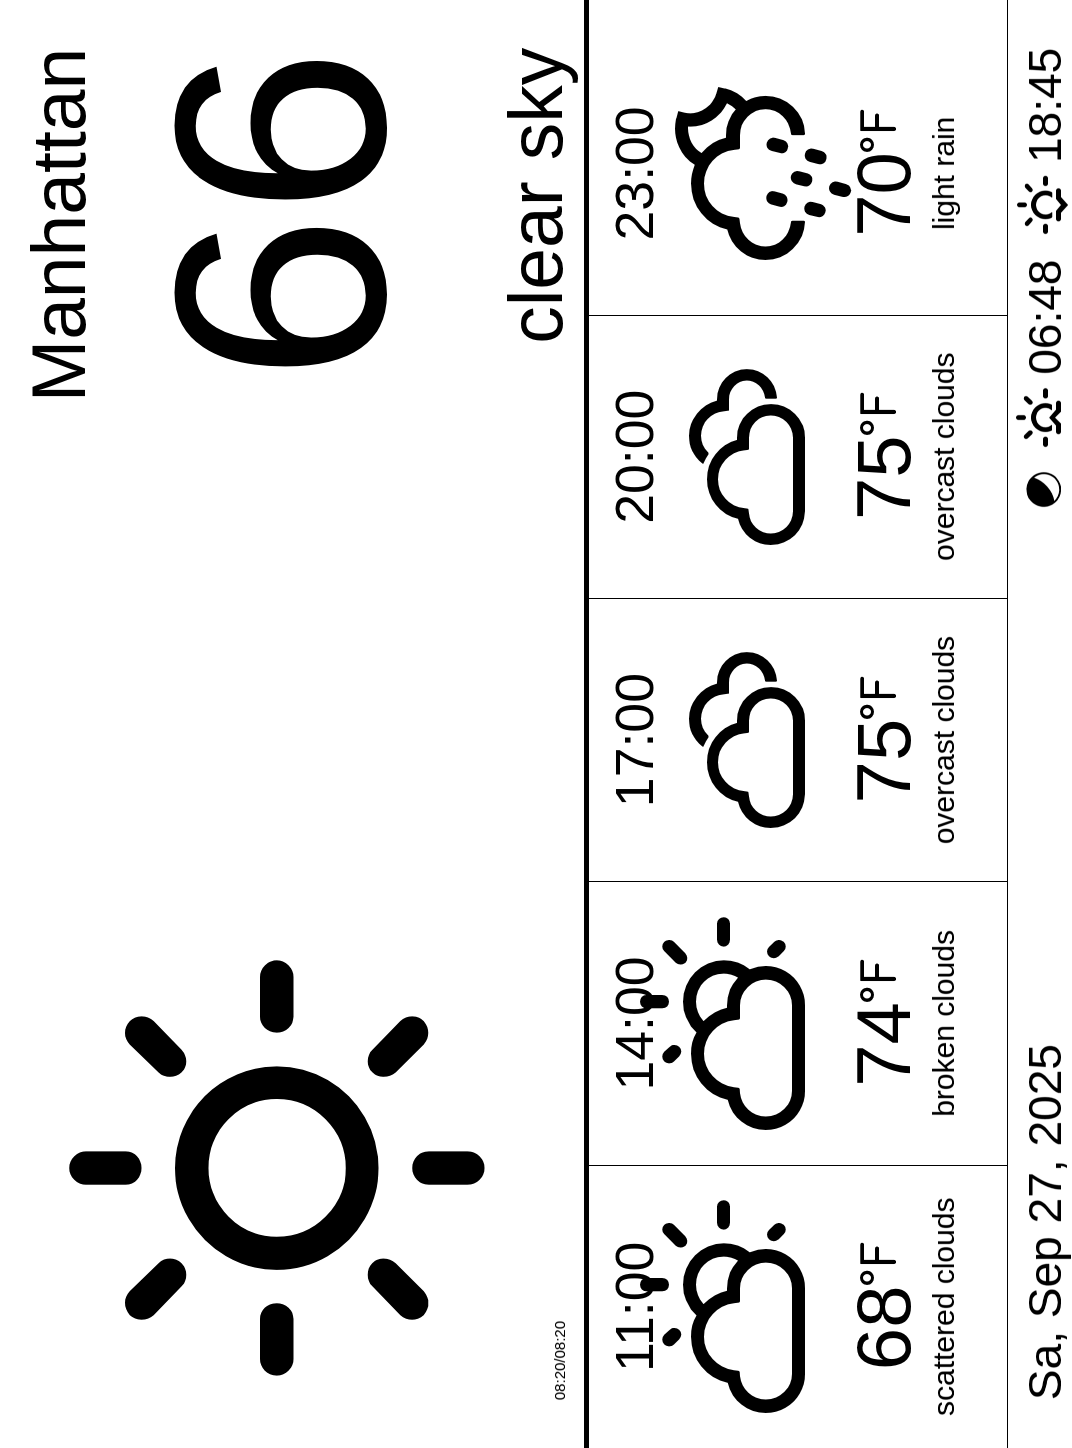 Manhattan
66
clear sky
08:20/08:20
11:00 14:00 17:00 20:00 23:00
68°F 74°F 75°F 75°F 70°F
scattered clouds broken clouds overcast clouds overcast clouds light rain
Sa, Sep 27, 2025 06:48 18:45